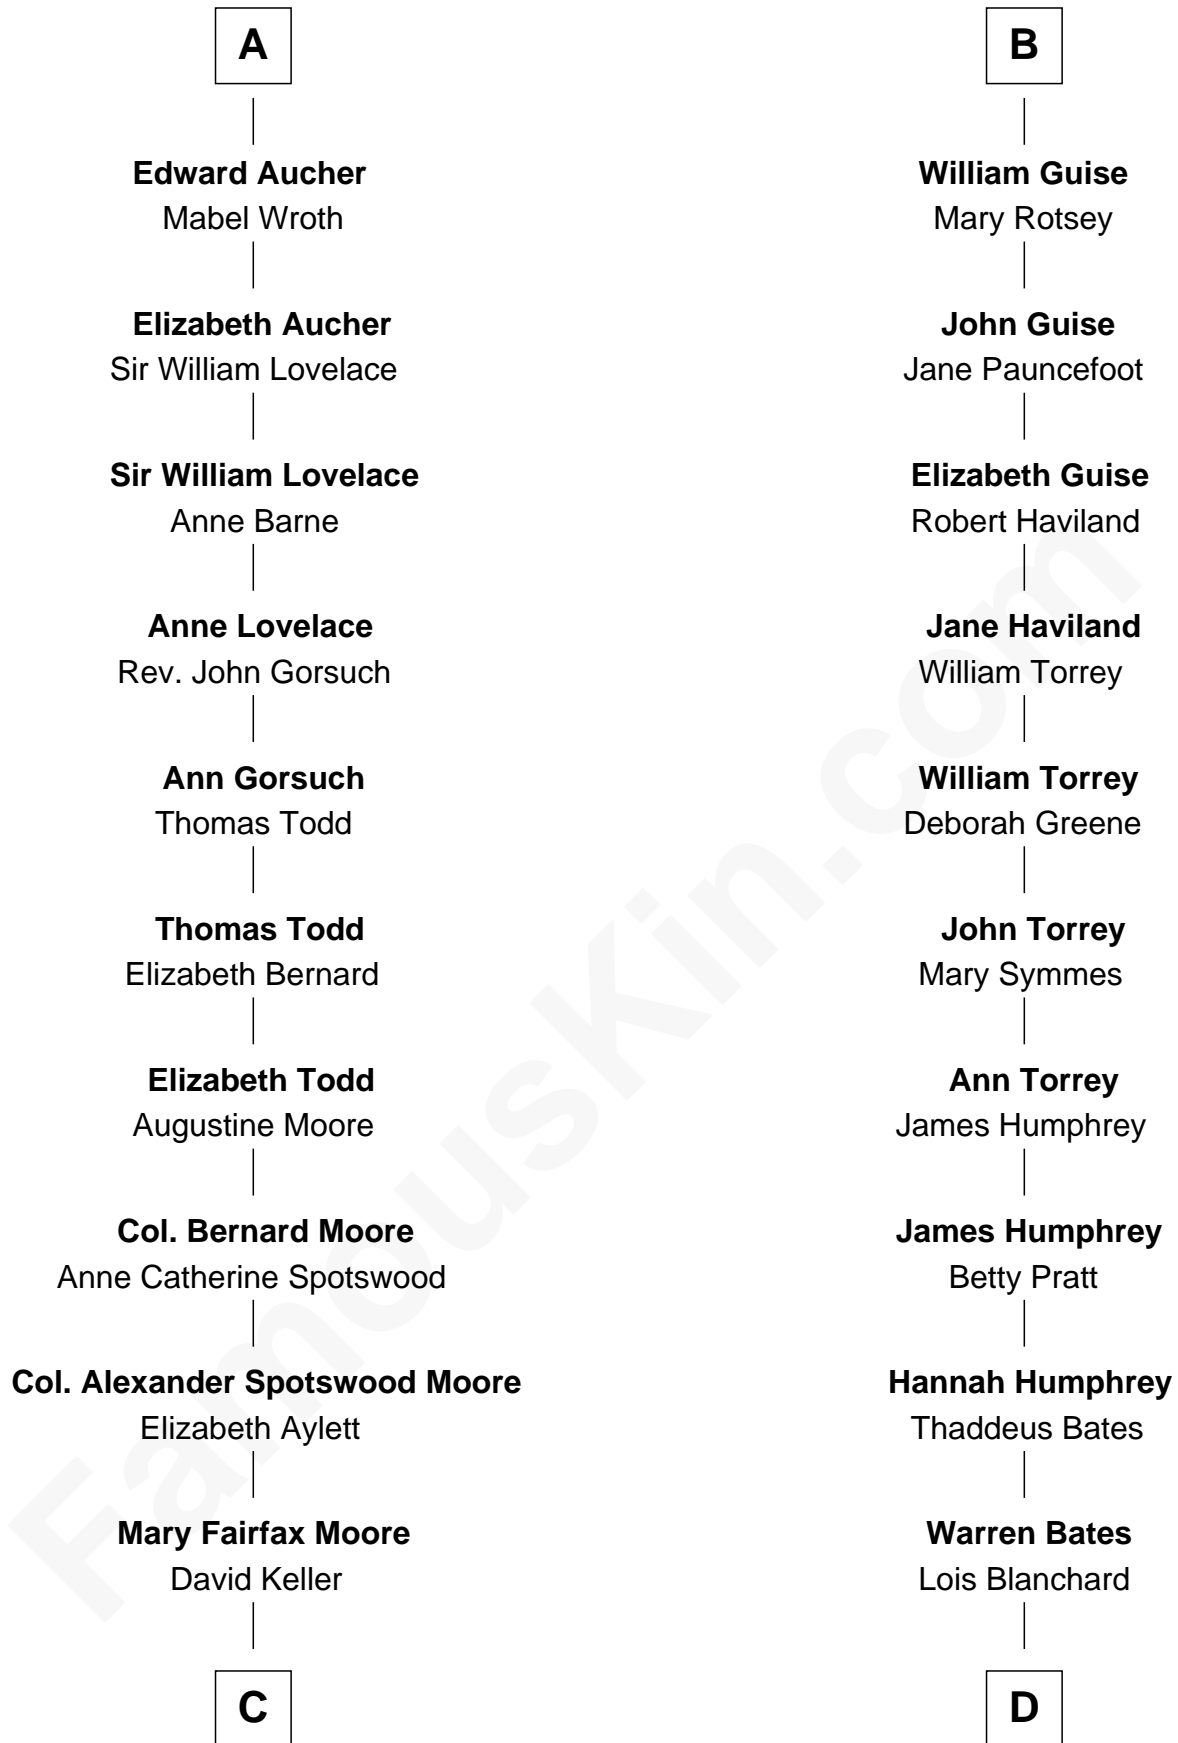 A
Edward Aucher
Mabel Wroth
Elizabeth Aucher
Sir William Lovelace
Sir William Lovelace
Anne Barne
Anne Lovelace
Rev. John Gorsuch
Ann Gorsuch
Thomas Todd
Thomas Todd
Elizabeth Bernard
Elizabeth Todd
Augustine Moore
Col. Bernard Moore
Anne Catherine Spotswood
Col. Alexander Spotswood Moore
Elizabeth Aylett
Mary Fairfax Moore
David Keller
C
B
William Guise
Mary Rotsey
John Guise
Jane Pauncefoot
Elizabeth Guise
Robert Haviland
Jane Haviland
William Torrey
William Torrey
Deborah Greene
John Torrey
Mary Symmes
Ann Torrey
James Humphrey
James Humphrey
Betty Pratt
Hannah Humphrey
Thaddeus Bates
Warren Bates
Lois Blanchard
D
FamousKin.com